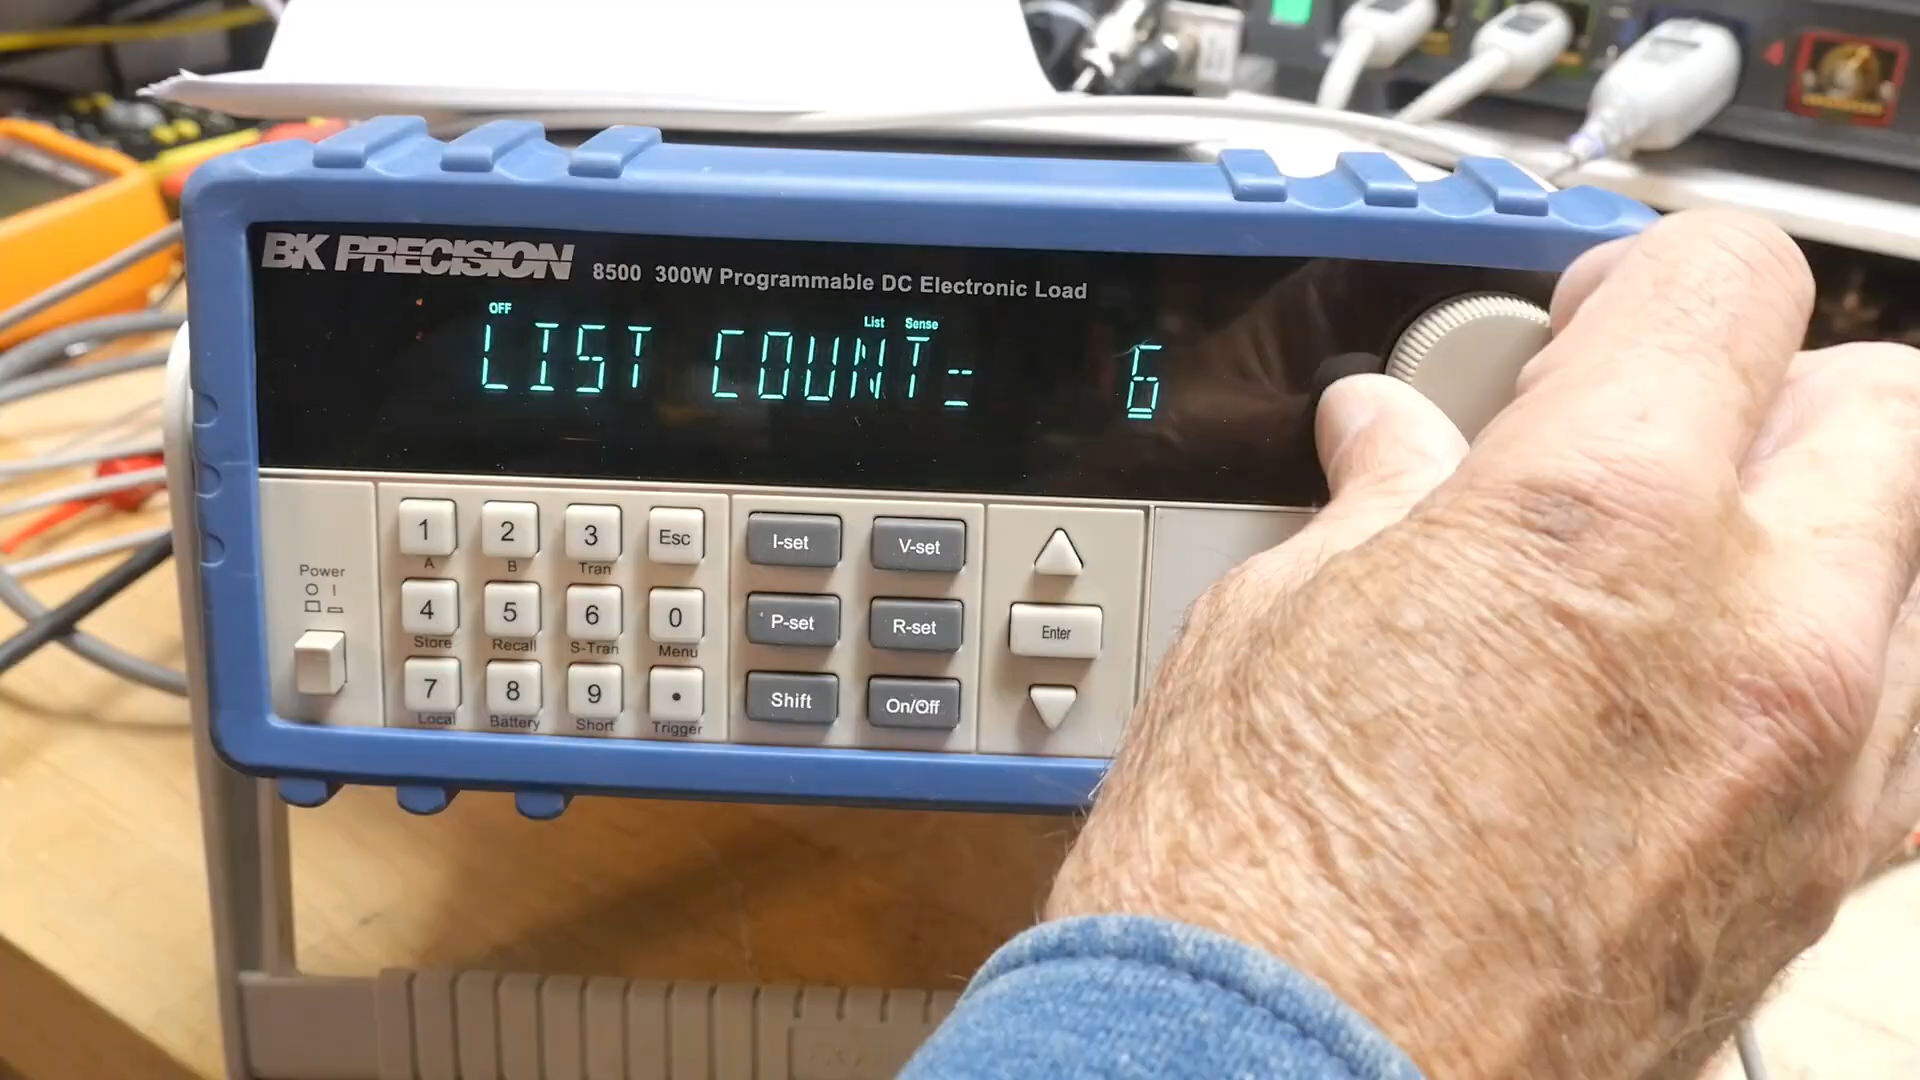 BK PRECISION 8500 300W Programmable DC Electronic Load
OFF List Sense
LIST COUNT= 6
Power
O I
1 2 3 Esc
A B Tran
4 5 6 0
Store Recall S-Tran Menu
7 8 9 •
Local Battery Short Trigger
I-set V-set
P-set R-set
Shift On/Off
Enter